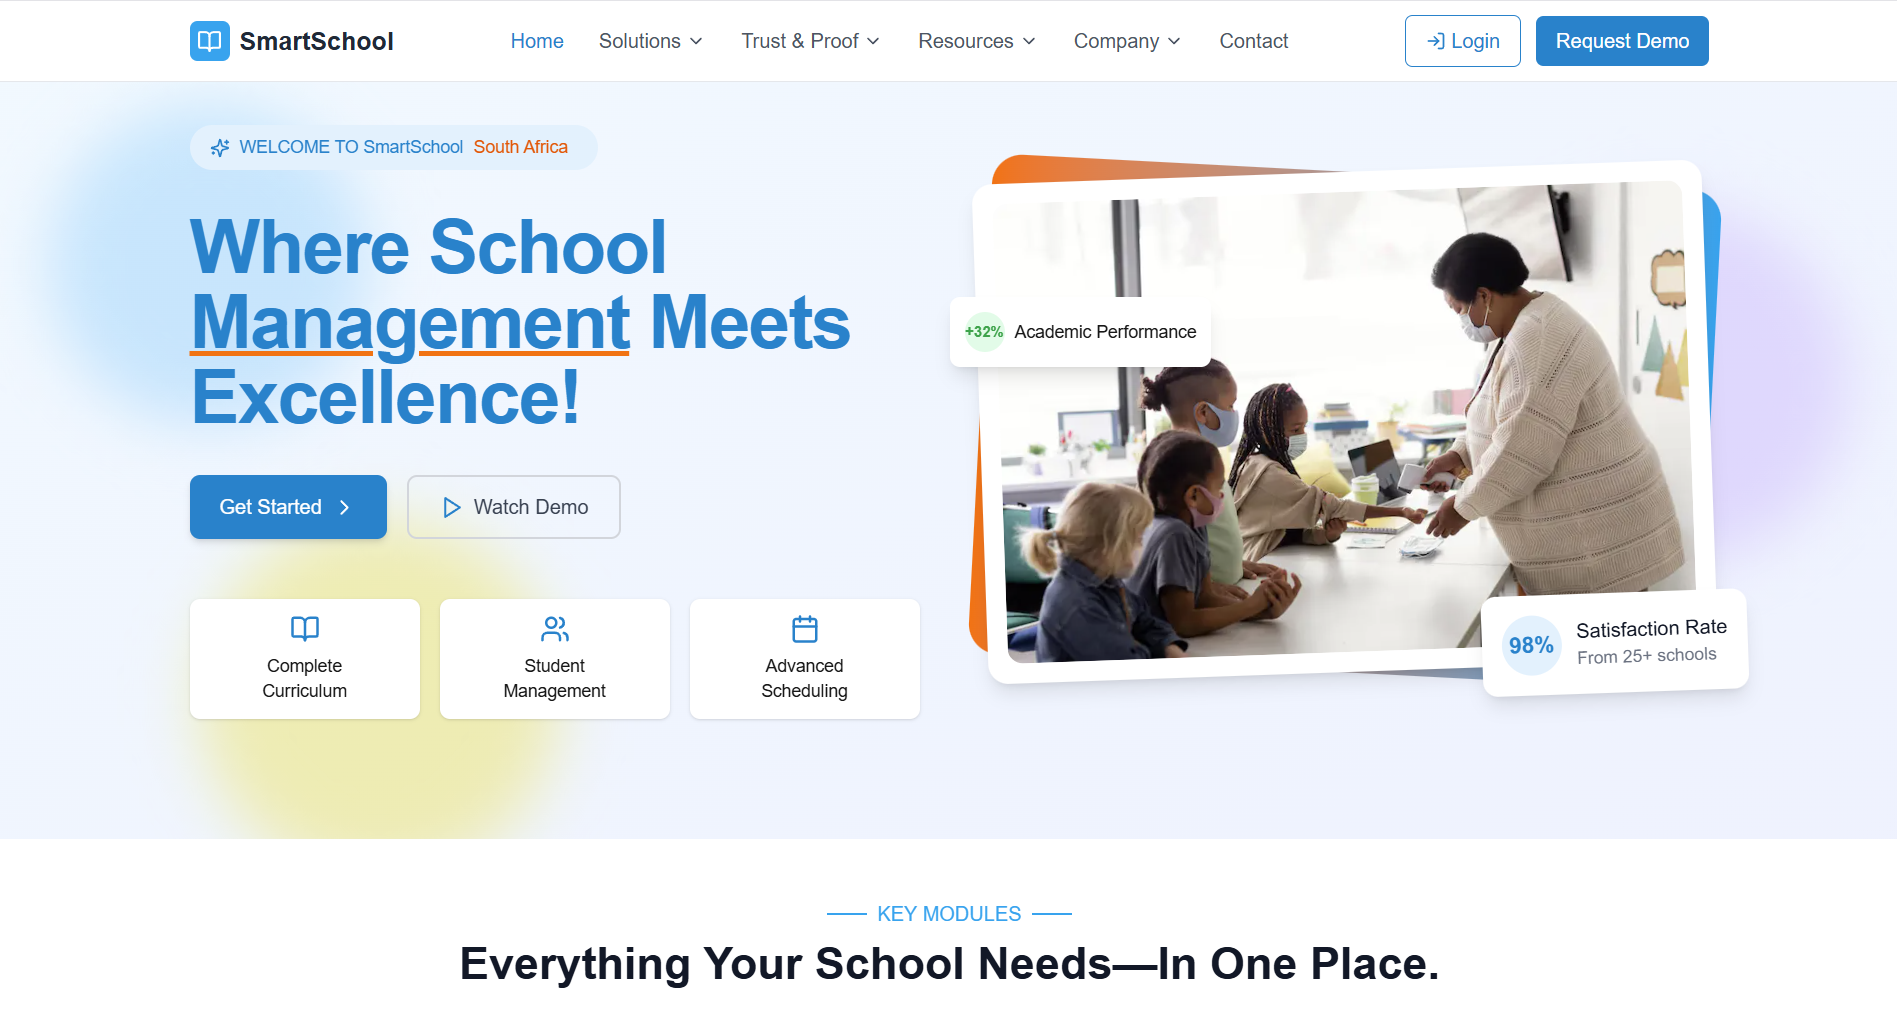 SmartSchool
Home
Solutions
Trust & Proof
Resources
Company
Contact
Login
Request Demo
WELCOME TO SmartSchool South Africa
Where School
Management Meets
Excellence!
Get Started
Watch Demo
Complete
Curriculum
Student
Management
Advanced
Scheduling
+32% Academic Performance
98%
Satisfaction Rate
From 25+ schools
KEY MODULES
Everything Your School Needs—In One Place.